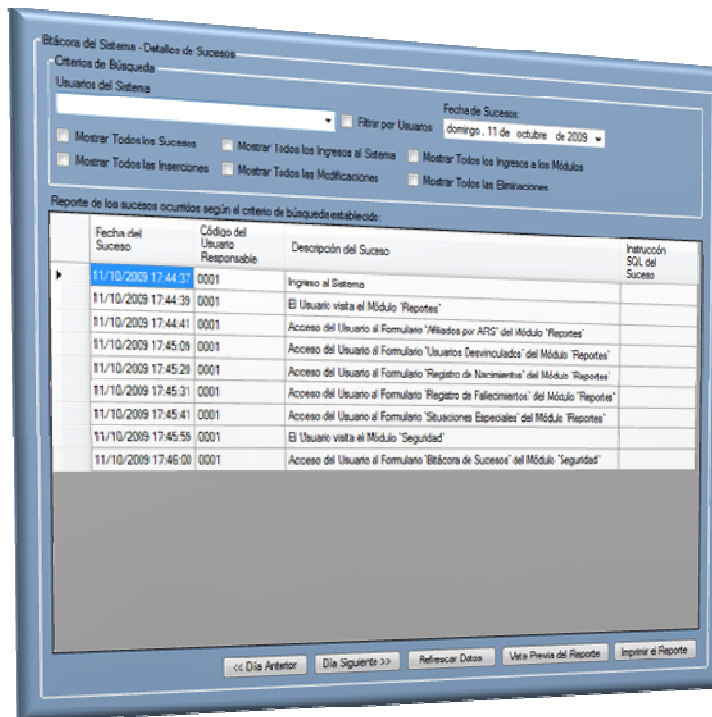 Bitácora del Sistema - Detalles de Sucesos
Criterios de Búsqueda
Usuarios del Sistema
Filtrar por Usuarios
Fecha de Sucesos:
domingo , 11 de octubre de 2009
Mostrar Todos los Sucesos
Mostrar Todos los Ingresos al Sistema
Mostrar Todos los Ingresos a los Módulos
Mostrar Todos las Inserciones
Mostrar Todos las Modificaciones
Mostrar Todos las Eliminaciones
Reporte de los sucesos ocurridos según el criterio de búsqueda establecido:
Fecha del Suceso
Código del Usuario Responsable
Descripción del Suceso
Instrucción SQL del Suceso
11/10/2009 17:44:37 0001 Ingreso al Sistema
11/10/2009 17:44:39 0001 El Usuario visita el Módulo "Reportes"
11/10/2009 17:44:41 0001 Acceso del Usuario al Formulario "Afiliados por ARS" del Módulo "Reportes"
11/10/2009 17:45:09 0001 Acceso del Usuario al Formulario "Usuarios Desvinculados" del Módulo "Reportes"
11/10/2009 17:45:20 0001 Acceso del Usuario al Formulario "Registro de Nacimientos" del Módulo "Reportes"
11/10/2009 17:45:31 0001 Acceso del Usuario al Formulario "Registro de Fallecimientos" del Módulo "Reportes"
11/10/2009 17:45:41 0001 Acceso del Usuario al Formulario "Situaciones Especiales" del Módulo "Reportes"
11/10/2009 17:45:58 0001 El Usuario visita el Módulo "Seguridad"
11/10/2009 17:46:00 0001 Acceso del Usuario al Formulario "Bitácora de Sucesos" del Módulo "Seguridad"
<< Día Anterior
Día Siguiente >>
Refrescar Datos
Vista Previa del Reporte
Imprimir el Reporte